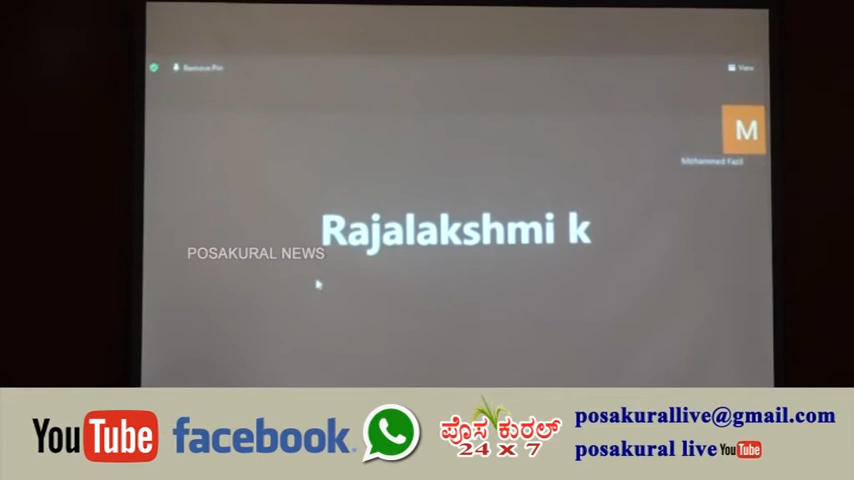 Remove Pin
View
M
Mohammed Fazil
Rajalakshmi k
POSAKURAL NEWS
YouTube
facebook
ಪೊಸ ಕುರಲ್
24 x 7
posakurallive@gmail.com
posakural live YouTube